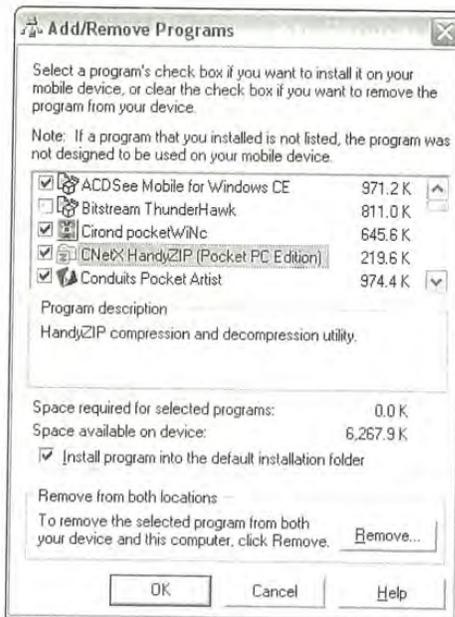 Add/Remove Programs
Select a program's check box if you want to install it on your
mobile device, or clear the check box if you want to remove the
program from your device.
Note: If a program that you installed is not listed, the program was
not designed to be used on your mobile device.
ACDSee Mobile for Windows CE 971.2 K
Bitstream ThunderHawk 811.0 K
Cirond pocketWiNc 645.6 K
CNetX HandyZIP (Pocket PC Edition) 219.6 K
Conduits Pocket Artist 974.4 K
Program description
HandyZIP compression and decompression utility.
Space required for selected programs: 0.0 K
Space available on device: 6,267.9 K
Install program into the default installation folder
Remove from both locations
To remove the selected program from both
your device and this computer, click Remove.
Remove...
OK Cancel Help